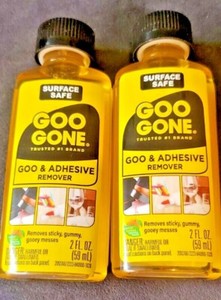 SURFACE
SAFE
GOO
GONE®
TRUSTED #1 BRAND
GOO & ADHESIVE
REMOVER
Removes sticky, gummy,
gooey messes
2 FL. OZ.
(59 mL)
SURFACE
SAFE
GOO
GONE®
TRUSTED #1 BRAND
GOO & ADHESIVE
REMOVER
Removes sticky, gummy,
gooey messes
2 FL. OZ.
(59 mL)